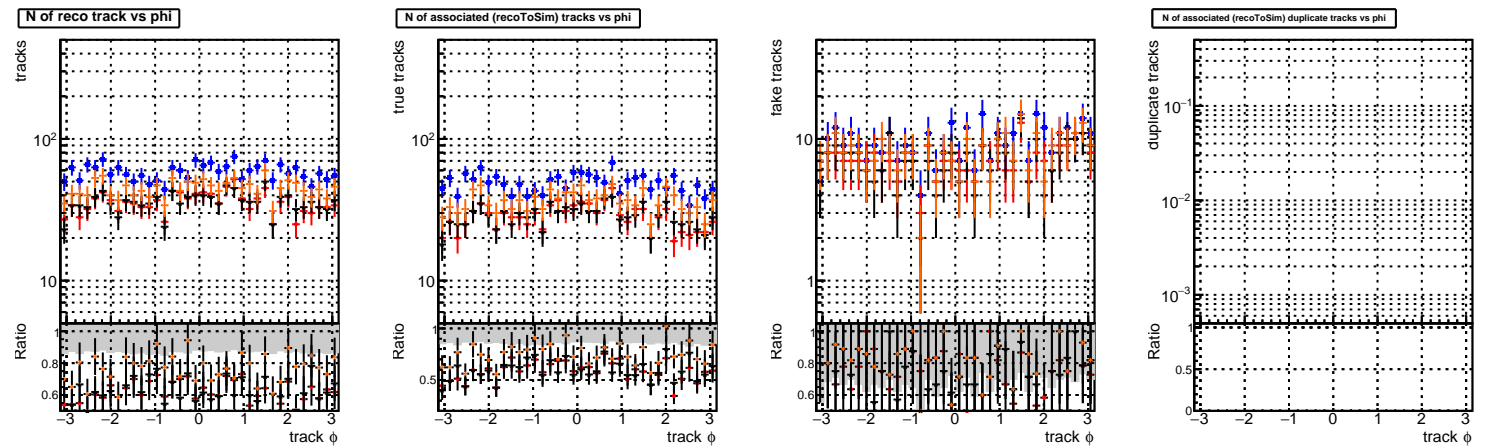 N of reco track vs phi
tracks
10²
10
Ratio
1
0.8
0.6
−3 −2 −1 0 1 2 3
track ϕ
N of associated (recoToSim) tracks vs phi
true tracks
10²
10
Ratio
1
0.5
−3 −2 −1 0 1 2 3
track ϕ
fake tracks
10
1
Ratio
1
0.8
0.6
−3 −2 −1 0 1 2 3
track ϕ
N of associated (recoToSim) duplicate tracks vs phi
duplicate tracks
10⁻¹
10⁻²
10⁻³
Ratio
1
0.5
0
−3 −2 −1 0 1 2 3
track ϕ